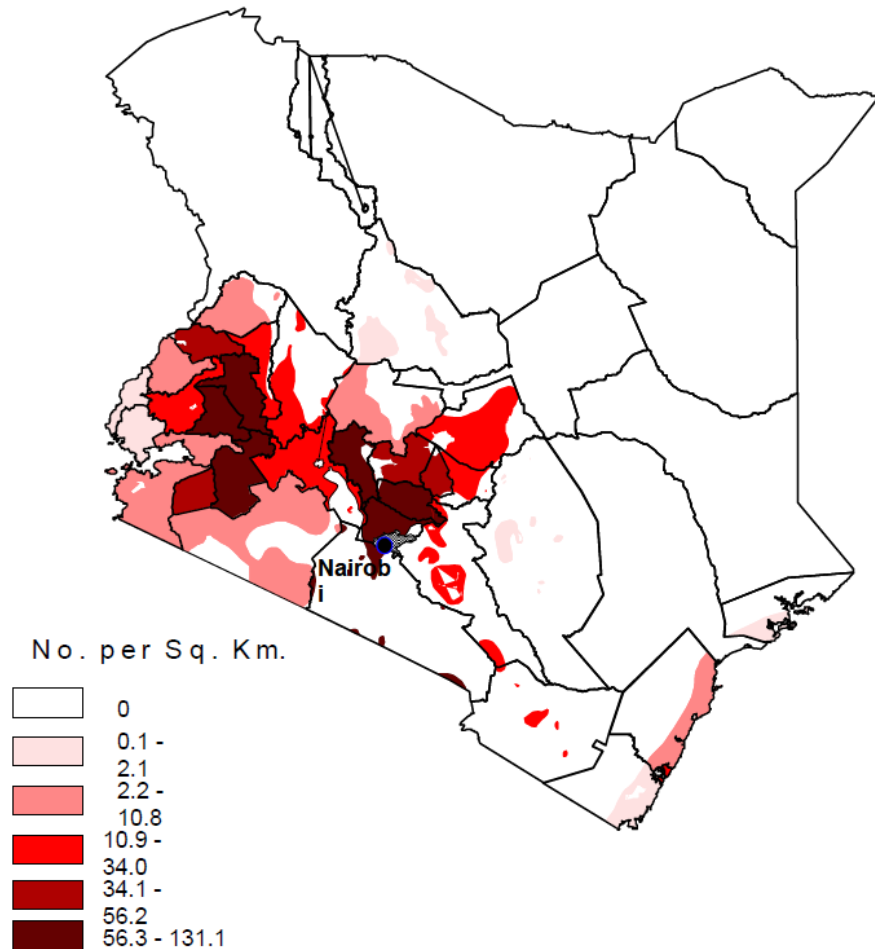 Nairob
i
No. per Sq. Km.
0
0.1 -
2.1
2.2 -
10.8
10.9 -
34.0
34.1 -
56.2
56.3 - 131.1